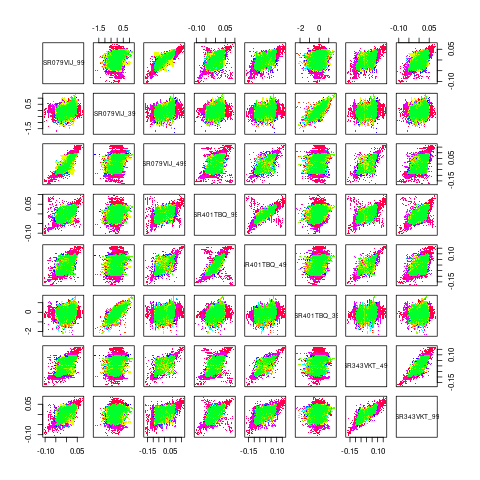 -1.5 0.5 -0.10 0.05 -2 0 -0.10 0.05
SR079VIJ_99 -0.10 0.05
-1.5 0.5 SR079VIJ_39
SR079VIJ_499 -0.15 0.05
-0.10 0.05 SR401TBQ_99
SR401TBQ_49 -0.15 0.10
-2 0 SR401TBQ_39
SR343VKT_49 -0.15 0.10
-0.10 0.05 SR343VKT_99
-0.10 0.05 -0.15 0.05 -0.15 0.10 -0.15 0.10